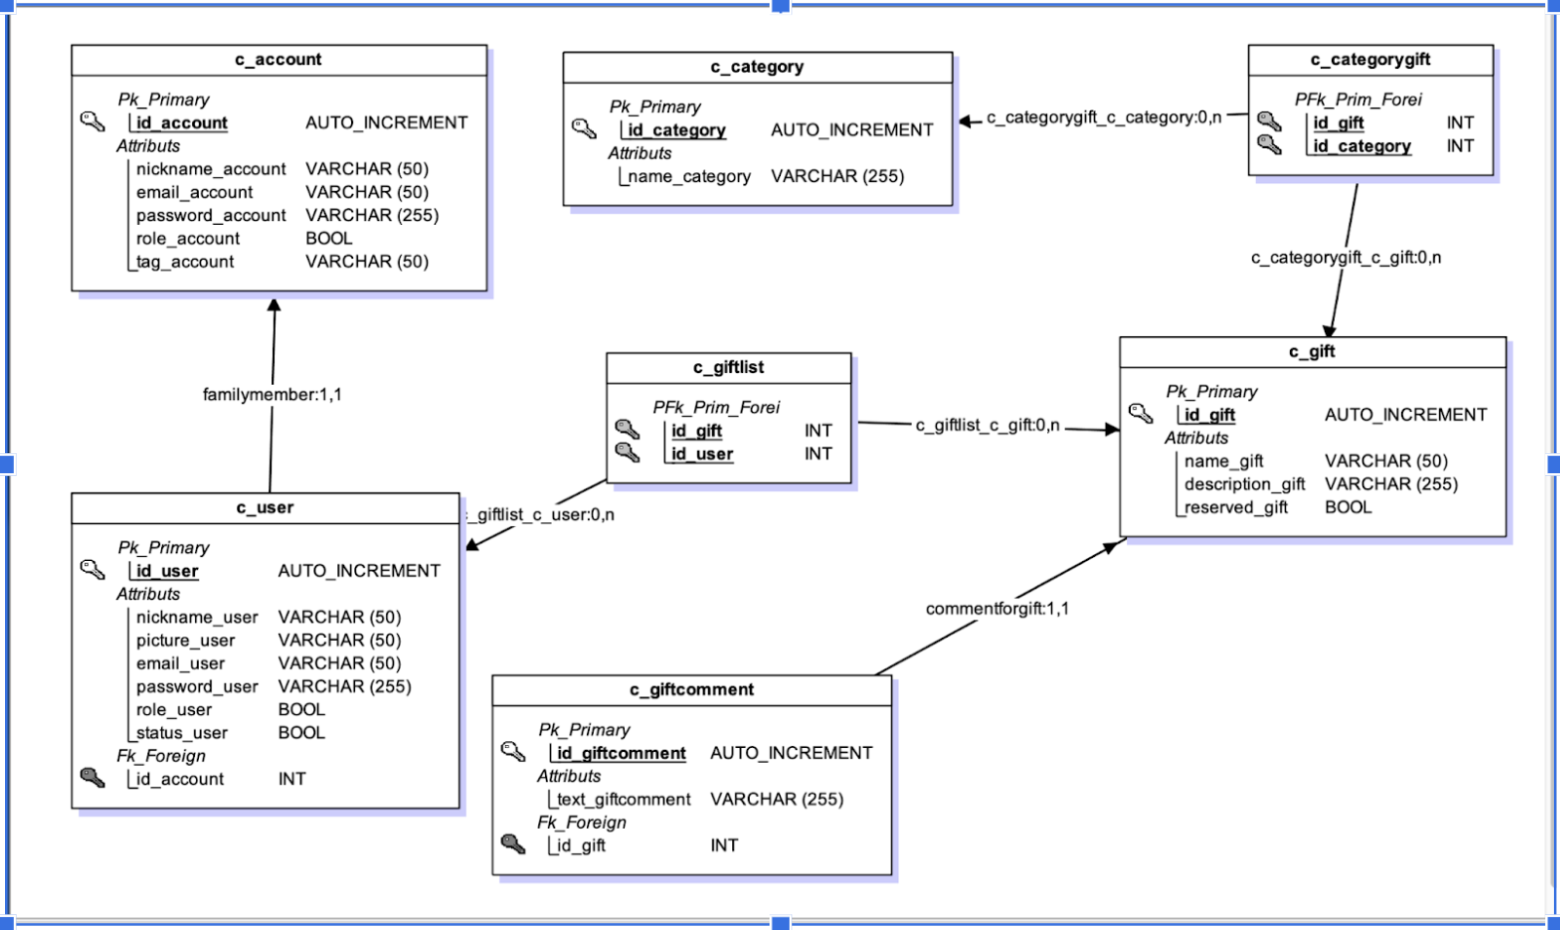 c_account
Pk_Primary
id_account AUTO_INCREMENT
Attributs
nickname_account VARCHAR (50)
email_account VARCHAR (50)
password_account VARCHAR (255)
role_account BOOL
tag_account VARCHAR (50)
c_category
Pk_Primary
id_category AUTO_INCREMENT
Attributs
name_category VARCHAR (255)
c_categorygift_c_category:0,n
c_categorygift
PFk_Prim_Forei
id_gift INT
id_category INT
c_categorygift_c_gift:0,n
familymember:1,1
c_giftlist
PFk_Prim_Forei
id_gift INT
id_user INT
c_giftlist_c_gift:0,n
c_gift
Pk_Primary
id_gift AUTO_INCREMENT
Attributs
name_gift VARCHAR (50)
description_gift VARCHAR (255)
reserved_gift BOOL
c_user
Pk_Primary
id_user AUTO_INCREMENT
Attributs
nickname_user VARCHAR (50)
picture_user VARCHAR (50)
email_user VARCHAR (50)
password_user VARCHAR (255)
role_user BOOL
status_user BOOL
Fk_Foreign
id_account INT
c_giftlist_c_user:0,n
commentforgift:1,1
c_giftcomment
Pk_Primary
id_giftcomment AUTO_INCREMENT
Attributs
text_giftcomment VARCHAR (255)
Fk_Foreign
id_gift INT